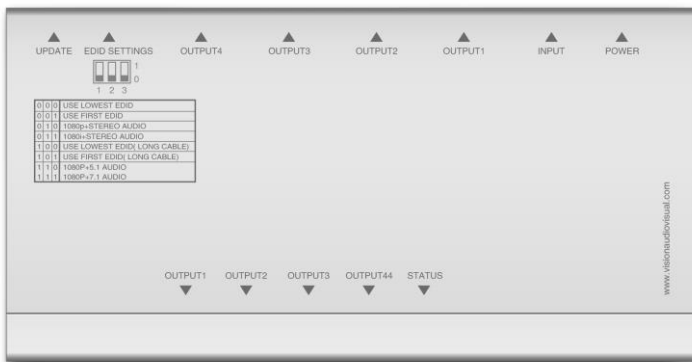 UPDATE EDID SETTINGS OUTPUT4 OUTPUT3 OUTPUT2 OUTPUT1 INPUT POWER
1
0
1 2 3
0 0 0 USE LOWEST EDID
0 0 1 USE FIRST EDID
0 1 0 1080p+STEREO AUDIO
0 1 1 1080i+STEREO AUDIO
1 0 0 USE LOWEST EDID( LONG CABLE)
1 0 1 USE FIRST EDID( LONG CABLE)
1 1 0 1080P+5.1 AUDIO
1 1 1 1080P+7.1 AUDIO
www.visionaudiovisual.com
OUTPUT1 OUTPUT2 OUTPUT3 OUTPUT44 STATUS